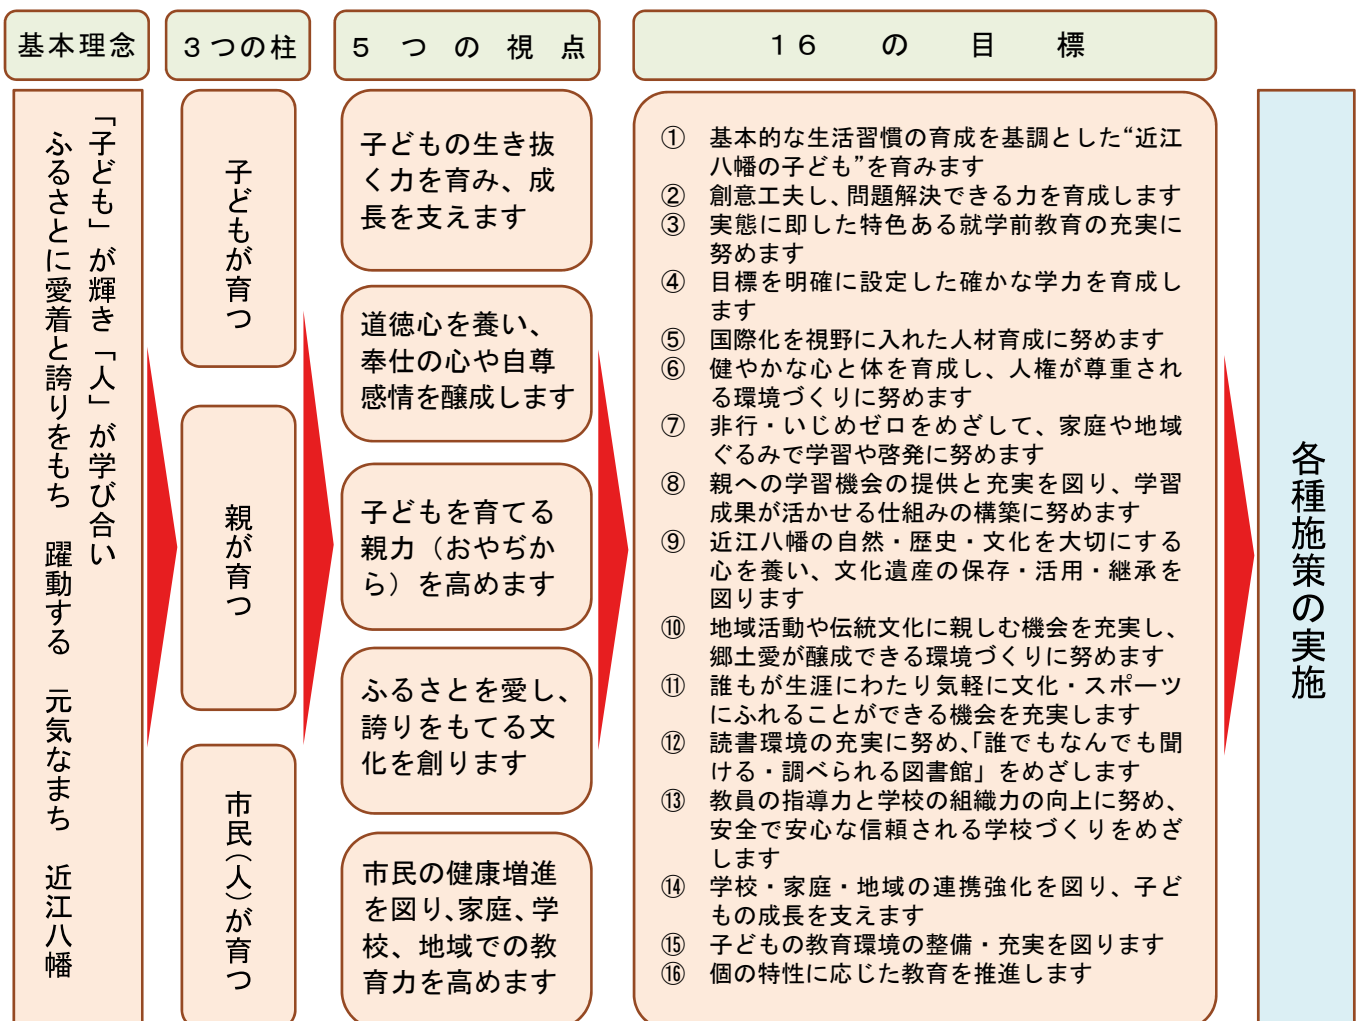 基本理念
３つの柱
５つの視点
１６の目標
「子ども」が輝き「人」が学び合い
ふるさとに愛着と誇りをもち　躍動する　元気なまち　近江八幡
子どもが育つ
親が育つ
市民（人）が育つ
子どもの生き抜
く力を育み、成
長を支えます
道徳心を養い、
奉仕の心や自尊
感情を醸成します
子どもを育てる
親力（おやぢか
ら）を高めます
ふるさとを愛し、
誇りをもてる文
化を創ります
市民の健康増進
を図り、家庭、学
校、地域での教
育力を高めます
①　基本的な生活習慣の育成を基調とした“近江
八幡の子ども”を育みます
②　創意工夫し、問題解決できる力を育成します
③　実態に即した特色ある就学前教育の充実に
努めます
④　目標を明確に設定した確かな学力を育成し
ます
⑤　国際化を視野に入れた人材育成に努めます
⑥　健やかな心と体を育成し、人権が尊重され
る環境づくりに努めます
⑦　非行・いじめゼロをめざして、家庭や地域
ぐるみで学習や啓発に努めます
⑧　親への学習機会の提供と充実を図り、学習
成果が活かせる仕組みの構築に努めます
⑨　近江八幡の自然・歴史・文化を大切にする
心を養い、文化遺産の保存・活用・継承を
図ります
⑩　地域活動や伝統文化に親しむ機会を充実し、
郷土愛が醸成できる環境づくりに努めます
⑪　誰もが生涯にわたり気軽に文化・スポーツ
にふれることができる機会を充実します
⑫　読書環境の充実に努め、「誰でもなんでも聞
ける・調べられる図書館」をめざします
⑬　教員の指導力と学校の組織力の向上に努め、
安全で安心な信頼される学校づくりをめざ
します
⑭　学校・家庭・地域の連携強化を図り、子ど
もの成長を支えます
⑮　子どもの教育環境の整備・充実を図ります
⑯　個の特性に応じた教育を推進します
各種施策の実施